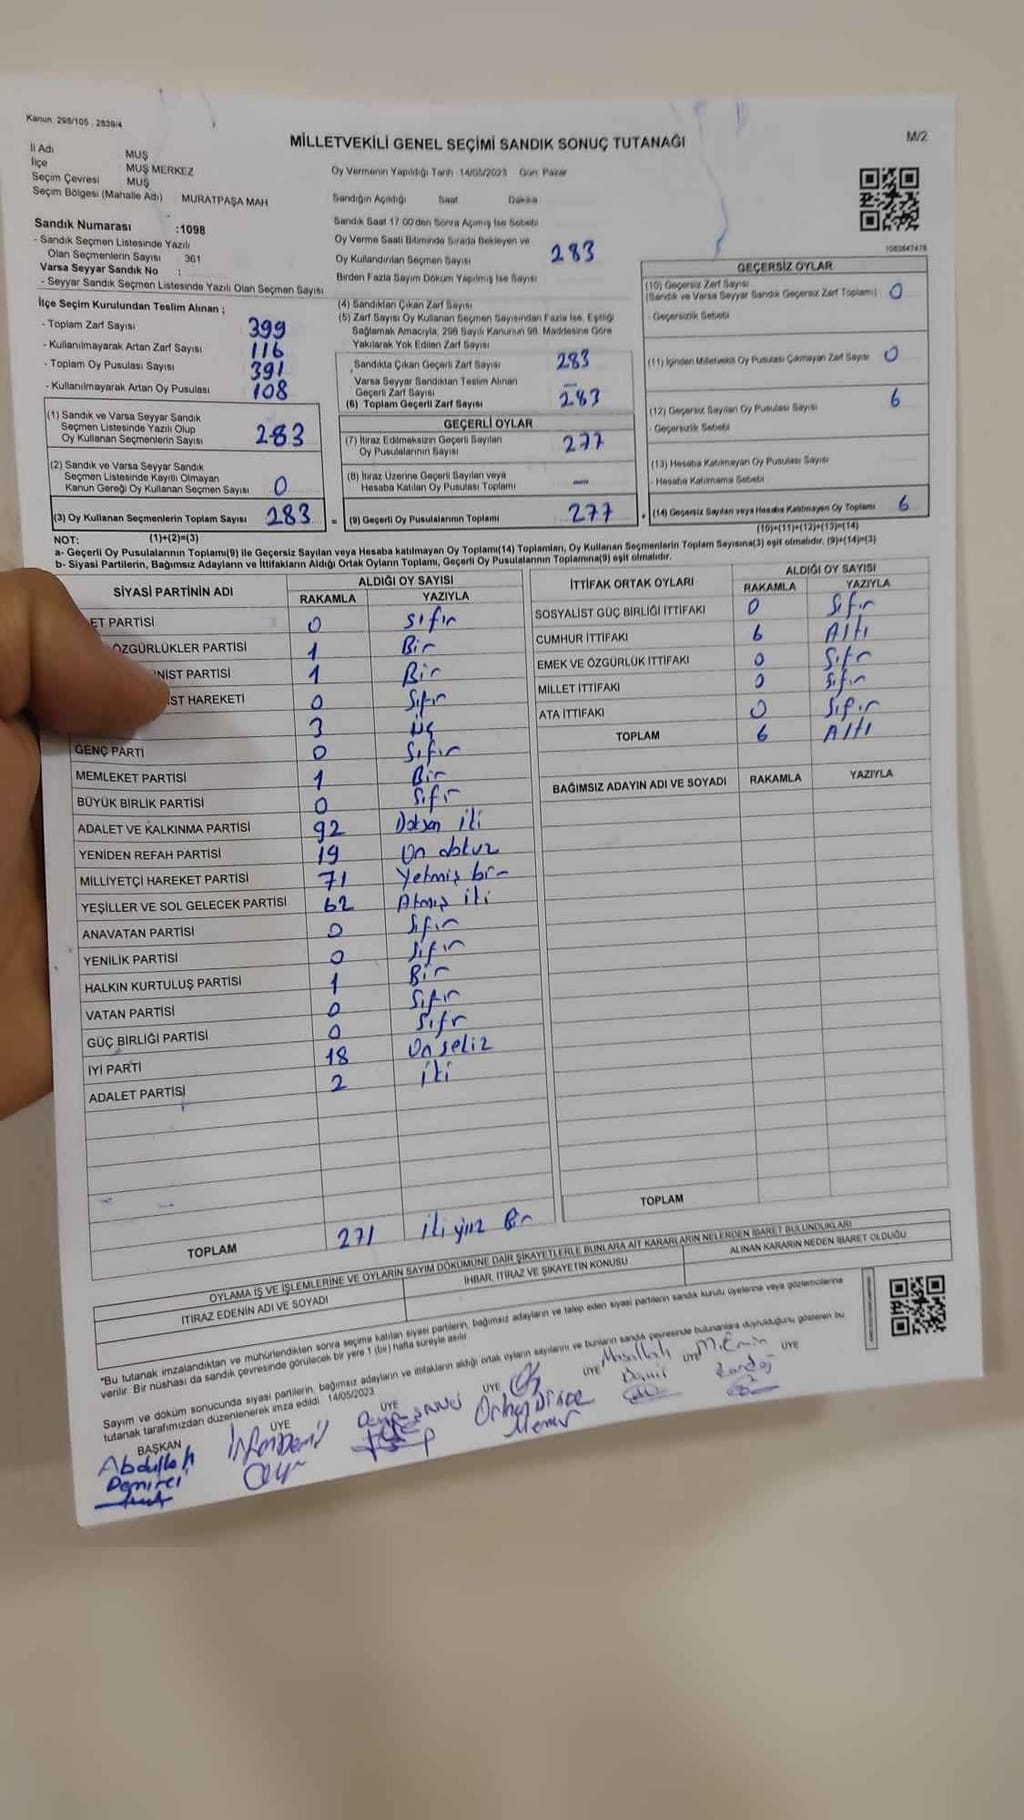 Kanun 298/105 , 2839/4
MİLLETVEKİLİ GENEL SEÇİMİ SANDIK SONUÇ TUTANAĞI
M/2
İl Adı MUŞ
İlçe MUŞ MERKEZ
Seçim Çevresi MUŞ
Seçim Bölgesi (Mahalle Adı) MURATPAŞA MAH
Sandık Numarası :1098
- Sandık Seçmen Listesinde Yazılı
Olan Seçmenlerin Sayısı 361
Varsa Seyyar Sandık No :
- Seyyar Sandık Seçmen Listesinde Yazılı Olan Seçmen Sayısı
İlçe Seçim Kurulundan Teslim Alınan ;
- Toplam Zarf Sayısı 399
- Kullanılmayarak Artan Zarf Sayısı 116
- Toplam Oy Pusulası Sayısı 391
- Kullanılmayarak Artan Oy Pusulası 108
(1) Sandık ve Varsa Seyyar Sandık
Seçmen Listesinde Yazılı Olup
Oy Kullanan Seçmenlerin Sayısı 283
(2) Sandık ve Varsa Seyyar Sandık
Seçmen Listesinde Kayıtlı Olmayan
Kanun Gereği Oy Kullanan Seçmen Sayısı 0
(3) Oy Kullanan Seçmenlerin Toplam Sayısı 283
(1)+(2)=(3)
Oy Vermenin Yapıldığı Tarih 14/05/2023 Gün Pazar
Sandığın Açıldığı Saat Dakika
Sandık Saat 17.00'den Sonra Açılmış İse Sebebi
Oy Verme Saati Bitiminde Sırada Bekleyen ve
Oy Kullandırılan Seçmen Sayısı 283
Birden Fazla Sayım Döküm Yapılmış İse Sayısı
(4) Sandıktan Çıkan Zarf Sayısı
(5) Zarf Sayısı Oy Kullanan Seçmen Sayısından Fazla İse, Eşitliği
Sağlamak Amacıyla, 298 Sayılı Kanunun 98. Maddesine Göre
Yakılarak Yok Edilen Zarf Sayısı
Sandıkta Çıkan Geçerli Zarf Sayısı 283
Varsa Seyyar Sandıktan Teslim Alınan
Geçerli Zarf Sayısı —
(6) Toplam Geçerli Zarf Sayısı 283
GEÇERLİ OYLAR
(7) İtiraz Edilmeksizin Geçerli Sayılan
Oy Pusulalarının Sayısı 277
(8) İtiraz Üzerine Geçerli Sayılan veya
Hesaba Katılan Oy Pusulası Toplamı —
= (9) Geçerli Oy Pusulalarının Toplamı 277
GEÇERSİZ OYLAR
(10) Geçersiz Zarf Sayısı
(Sandık ve Varsa Seyyar Sandık Geçersiz Zarf Toplamı) 0
- Geçersizlik Sebebi
(11) İçinden Milletvekili Oy Pusulası Çıkmayan Zarf Sayısı 0
(12) Geçersiz Sayılan Oy Pusulası Sayısı 6
- Geçersizlik Sebebi
(13) Hesaba Katılmayan Oy Pusulası Sayısı
- Hesaba Katılmama Sebebi
+ (14) Geçersiz Sayılan veya Hesaba Katılmayan Oy Toplamı 6
(10)+(11)+(12)+(13)=(14)
NOT:
a- Geçerli Oy Pusulalarının Toplamı(9) ile Geçersiz Sayılan veya Hesaba katılmayan Oy Toplamı(14) Toplamları, Oy Kullanan Seçmenlerin Toplam Sayısına(3) eşit olmalıdır. (9)+(14)=(3)
b- Siyasi Partilerin, Bağımsız Adayların ve İttifakların Aldığı Ortak Oyların Toplamı, Geçerli Oy Pusulalarının Toplamına(9) eşit olmalıdır.
SİYASİ PARTİNİN ADI ALDIĞI OY SAYISI
RAKAMLA YAZIYLA
ET PARTİSİ 0 sıfır
ÖZGÜRLÜKLER PARTİSİ 1 Bir
NİST PARTİSİ 1 Bir
ST HAREKETİ 0 Sıfır
3 üç
GENÇ PARTİ 0 Sıfır
MEMLEKET PARTİSİ 1 Bir
BÜYÜK BİRLİK PARTİSİ 0 Sıfır
ADALET VE KALKINMA PARTİSİ 92 Doksan iki
YENİDEN REFAH PARTİSİ 19 On dokuz
MİLLİYETÇİ HAREKET PARTİSİ 71 Yetmiş bir
YEŞİLLER VE SOL GELECEK PARTİSİ 62 Atmış iki
ANAVATAN PARTİSİ 0 Sıfır
YENİLİK PARTİSİ 0 Sıfır
HALKIN KURTULUŞ PARTİSİ 1 Bir
VATAN PARTİSİ 0 Sıfır
GÜÇ BİRLİĞİ PARTİSİ 0 Sıfır
İYİ PARTİ 18 On sekiz
ADALET PARTİSİ 2 iki
TOPLAM 271 iki yüz Bir
İTTİFAK ORTAK OYLARI ALDIĞI OY SAYISI
RAKAMLA YAZIYLA
SOSYALİST GÜÇ BİRLİĞİ İTTİFAKI 0 Sıfır
CUMHUR İTTİFAKI 6 Altı
EMEK VE ÖZGÜRLÜK İTTİFAKI 0 Sıfır
MİLLET İTTİFAKI 0 Sıfır
ATA İTTİFAKI 0 Sıfır
TOPLAM 6 Altı
BAĞIMSIZ ADAYIN ADI VE SOYADI RAKAMLA YAZIYLA
TOPLAM
OYLAMA İŞ VE İŞLEMLERİNE VE OYLARIN SAYIM DÖKÜMÜNE DAİR ŞİKAYETLERLE BUNLARA AİT KARARLARIN NELERDEN İBARET BULUNDUKLARI
İTİRAZ EDENİN ADI VE SOYADI İHBAR, İTİRAZ VE ŞİKAYETİN KONUSU ALINAN KARARIN NEDEN İBARET OLDUĞU
*Bu tutanak imzalandıktan ve mühürlendikten sonra seçime katılan siyasi partilerin, bağımsız adayların ve talep eden siyasi partilerin sandık kurulu üyelerine veya gözlemcilerine
verilir. Bir nüshası da sandık çevresinde görülecek bir yere 1 (bir) hafta süreyle asılır.
Sayım ve döküm sonucunda siyasi partilerin, bağımsız adayların ve ittifakların aldığı ortak oyların sayılarını ve bunların sandık çevresinde bulunanlara duyrulduğunu gösteren bu
tutanak tarafımızdan düzenlenerek imza edildi. 14/05/2023
BAŞKAN ÜYE ÜYE ÜYE ÜYE ÜYE ÜYE
Abdullah
Demirci